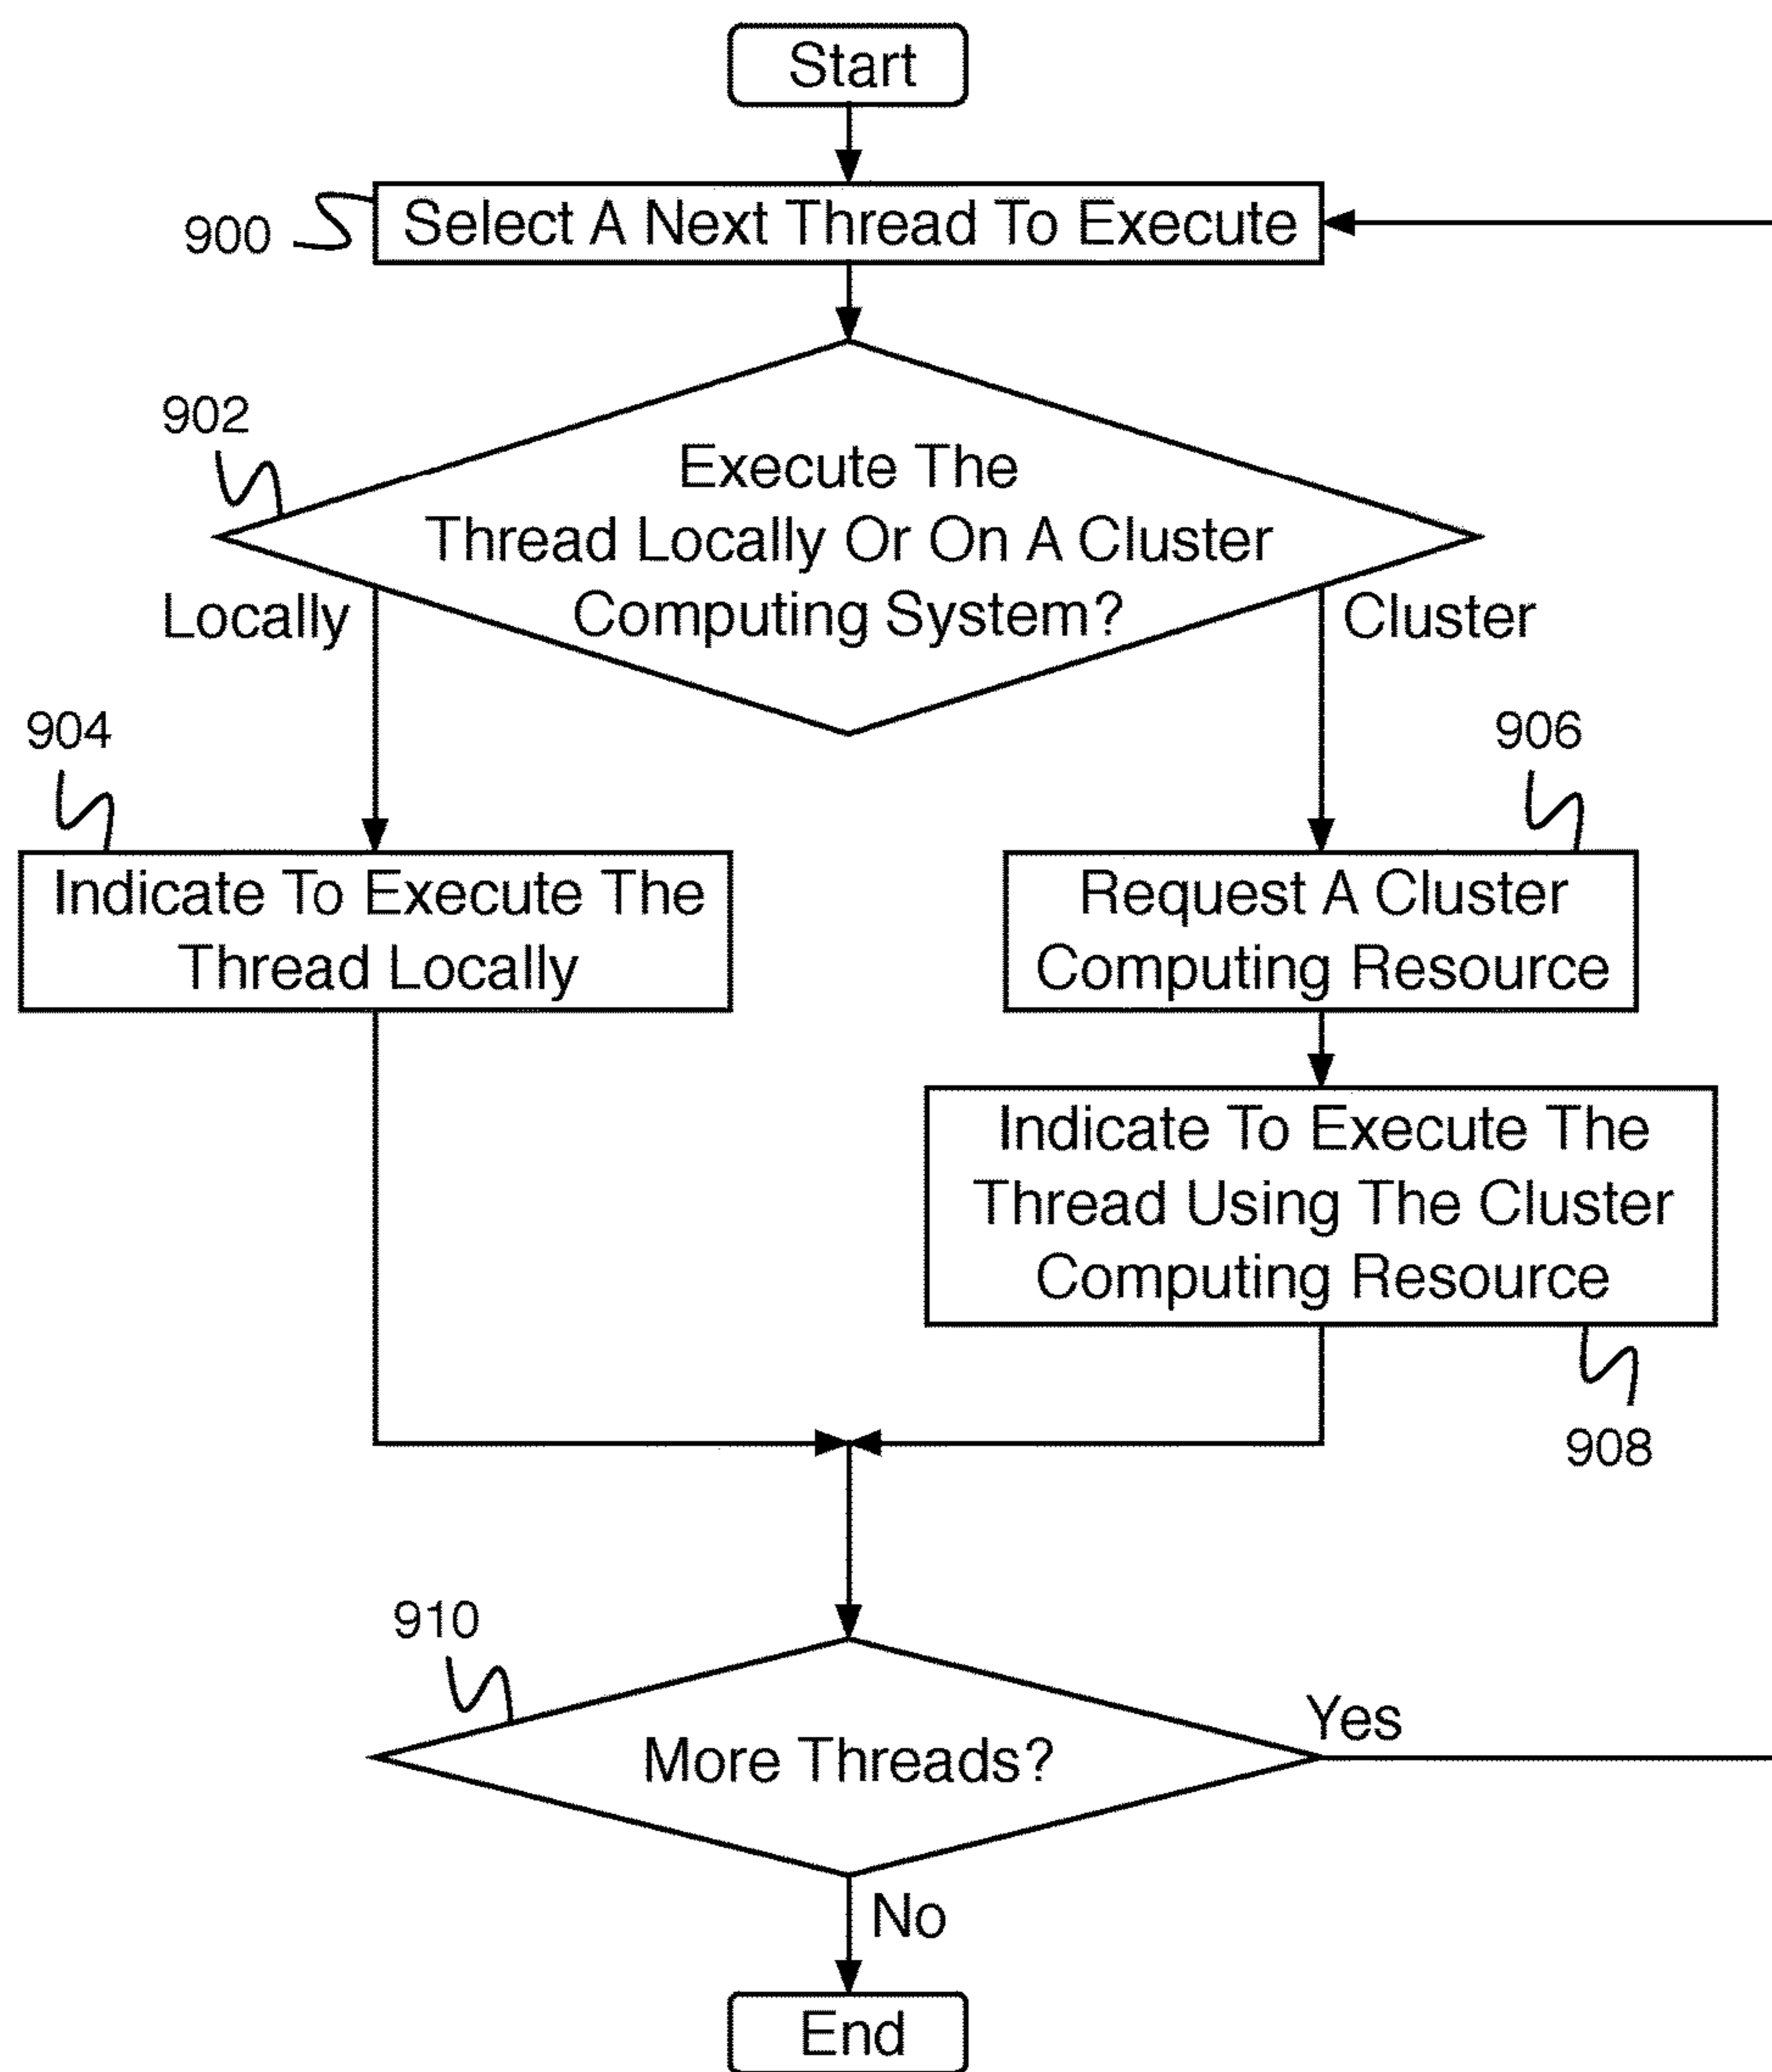 Start
900
Select A Next Thread To Execute
902
Execute The
Thread Locally Or On A Cluster
Computing System?
Locally
Cluster
904
906
Indicate To Execute The
Thread Locally
Request A Cluster
Computing Resource
Indicate To Execute The
Thread Using The Cluster
Computing Resource
908
910
More Threads?
Yes
No
End